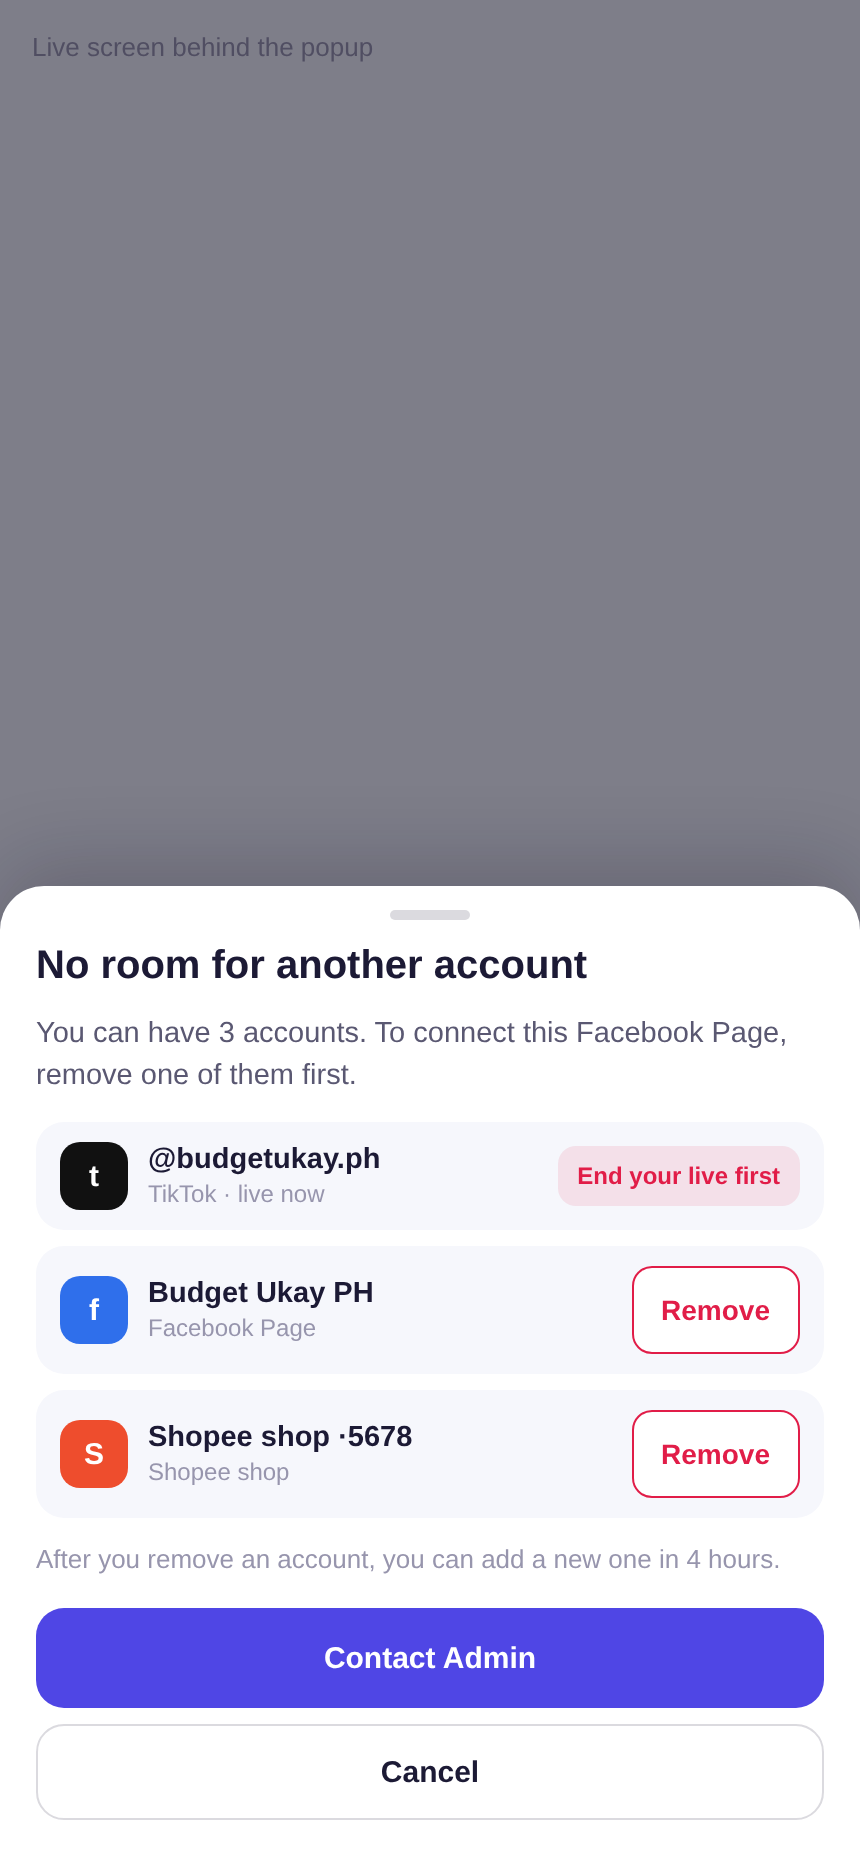 Live screen behind the popup
No room for another account
You can have 3 accounts. To connect this Facebook Page,
remove one of them first.
t
@budgetukay.ph
TikTok · live now
End your live first
f
Budget Ukay PH
Facebook Page
Remove
S
Shopee shop ·5678
Shopee shop
Remove
After you remove an account, you can add a new one in 4 hours.
Contact Admin
Cancel